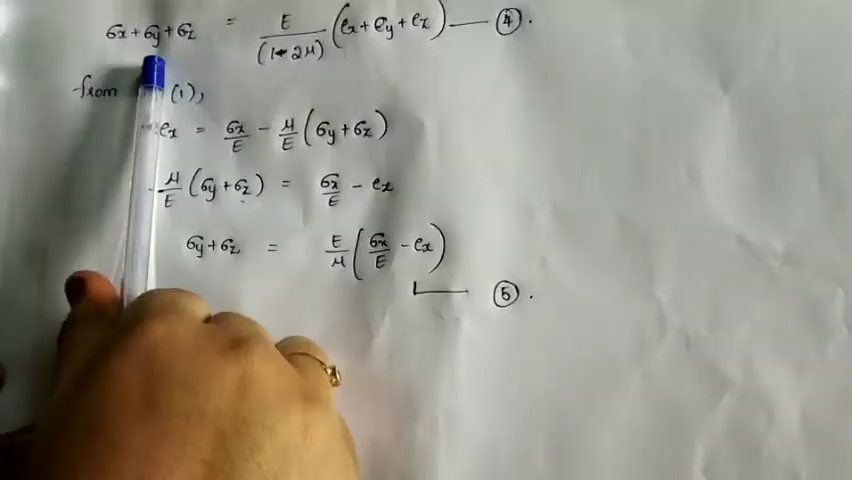 σx + σy + σz = E/(1-2μ) (ex + ey + ez) — ④.
from (1),
ex = σx/E - μ/E (σy + σz)
μ/E (σy + σz) = σx/E - ex
σy + σz = E/μ (σx/E - ex)
⑤.